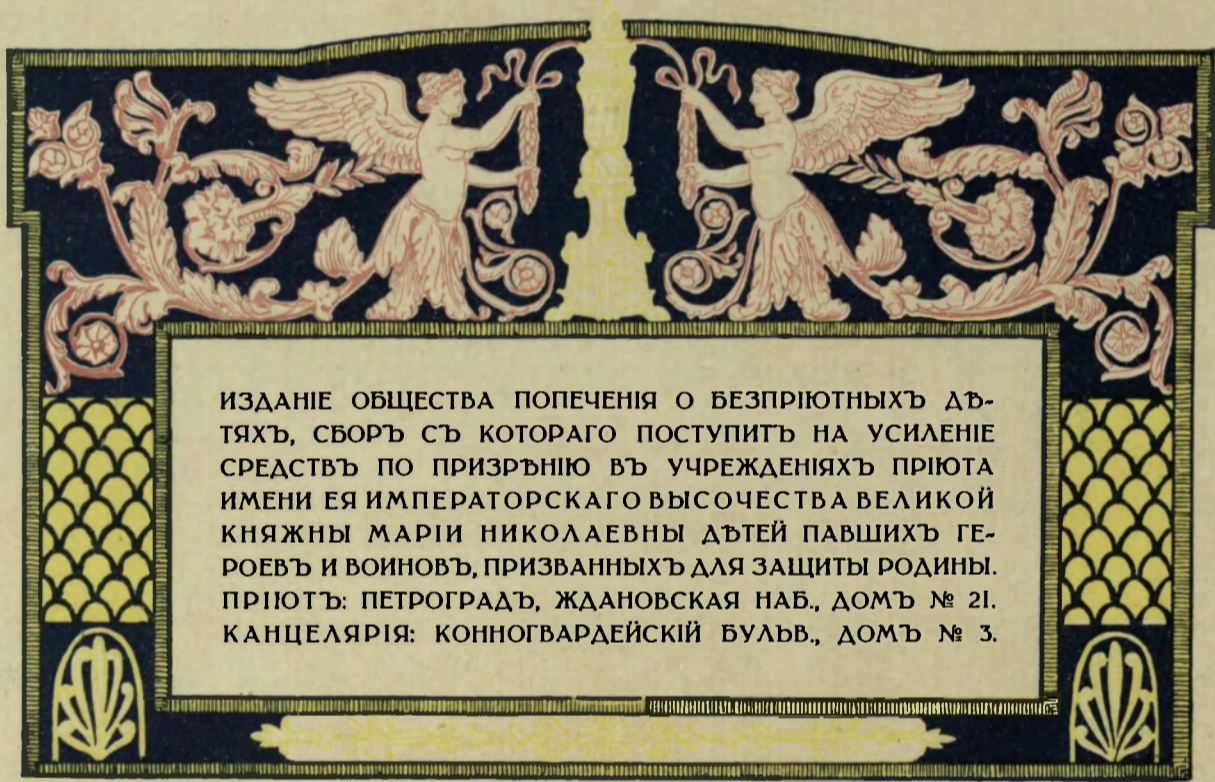 ИЗДАНІЕ ОБЩЕСТВА ПОПЕЧЕНІЯ О БЕЗПРІЮТНЫХЪ ДѢ-
ТЯХЪ, СБОРЪ СЪ КОТОРАГО ПОСТУПИТЪ НА УСИЛЕНІЕ
СРЕДСТВЪ ПО ПРИЗРѢНІЮ ВЪ УЧРЕЖДЕНІЯХЪ ПРІЮТА
ИМЕНИ ЕЯ ИМПЕРАТОРСКАГО ВЫСОЧЕСТВА ВЕЛИКОЙ
КНЯЖНЫ МАРІИ НИКОЛАЕВНЫ ДѢТЕЙ ПАВШИХЪ ГЕ-
РОЕВЪ И ВОИНОВЪ, ПРИЗВАННЫХЪ ДЛЯ ЗАЩИТЫ РОДИНЫ.
ПРІЮТЪ: ПЕТРОГРАДЪ, ЖДАНОВСКАЯ НАБ., ДОМЪ № 21.
КАНЦЕЛЯРІЯ: КОННОГВАРДЕЙСКІЙ БУЛЬВ., ДОМЪ № 3.